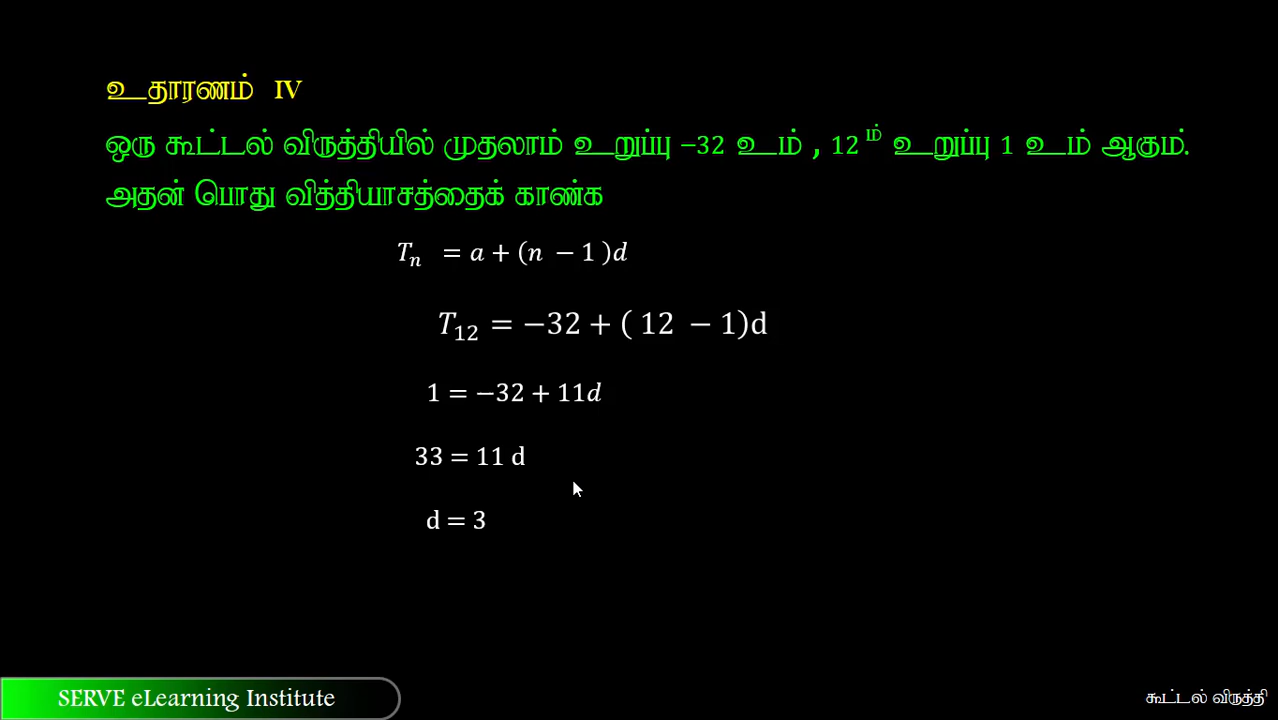 உதாரணம் IV
ஒரு கூட்டல் விருத்தியில் முதலாம் உறுப்பு −32 உம் , 12 ம் உறுப்பு 1 உம் ஆகும்.
அதன் பொது வித்தியாசத்தைக் காண்க
Tₙ = a + (n − 1 )d
T₁₂ = −32 + ( 12 − 1)d
1 = −32 + 11d
33 = 11 d
d = 3
SERVE eLearning Institute
கூட்டல் விருத்தி